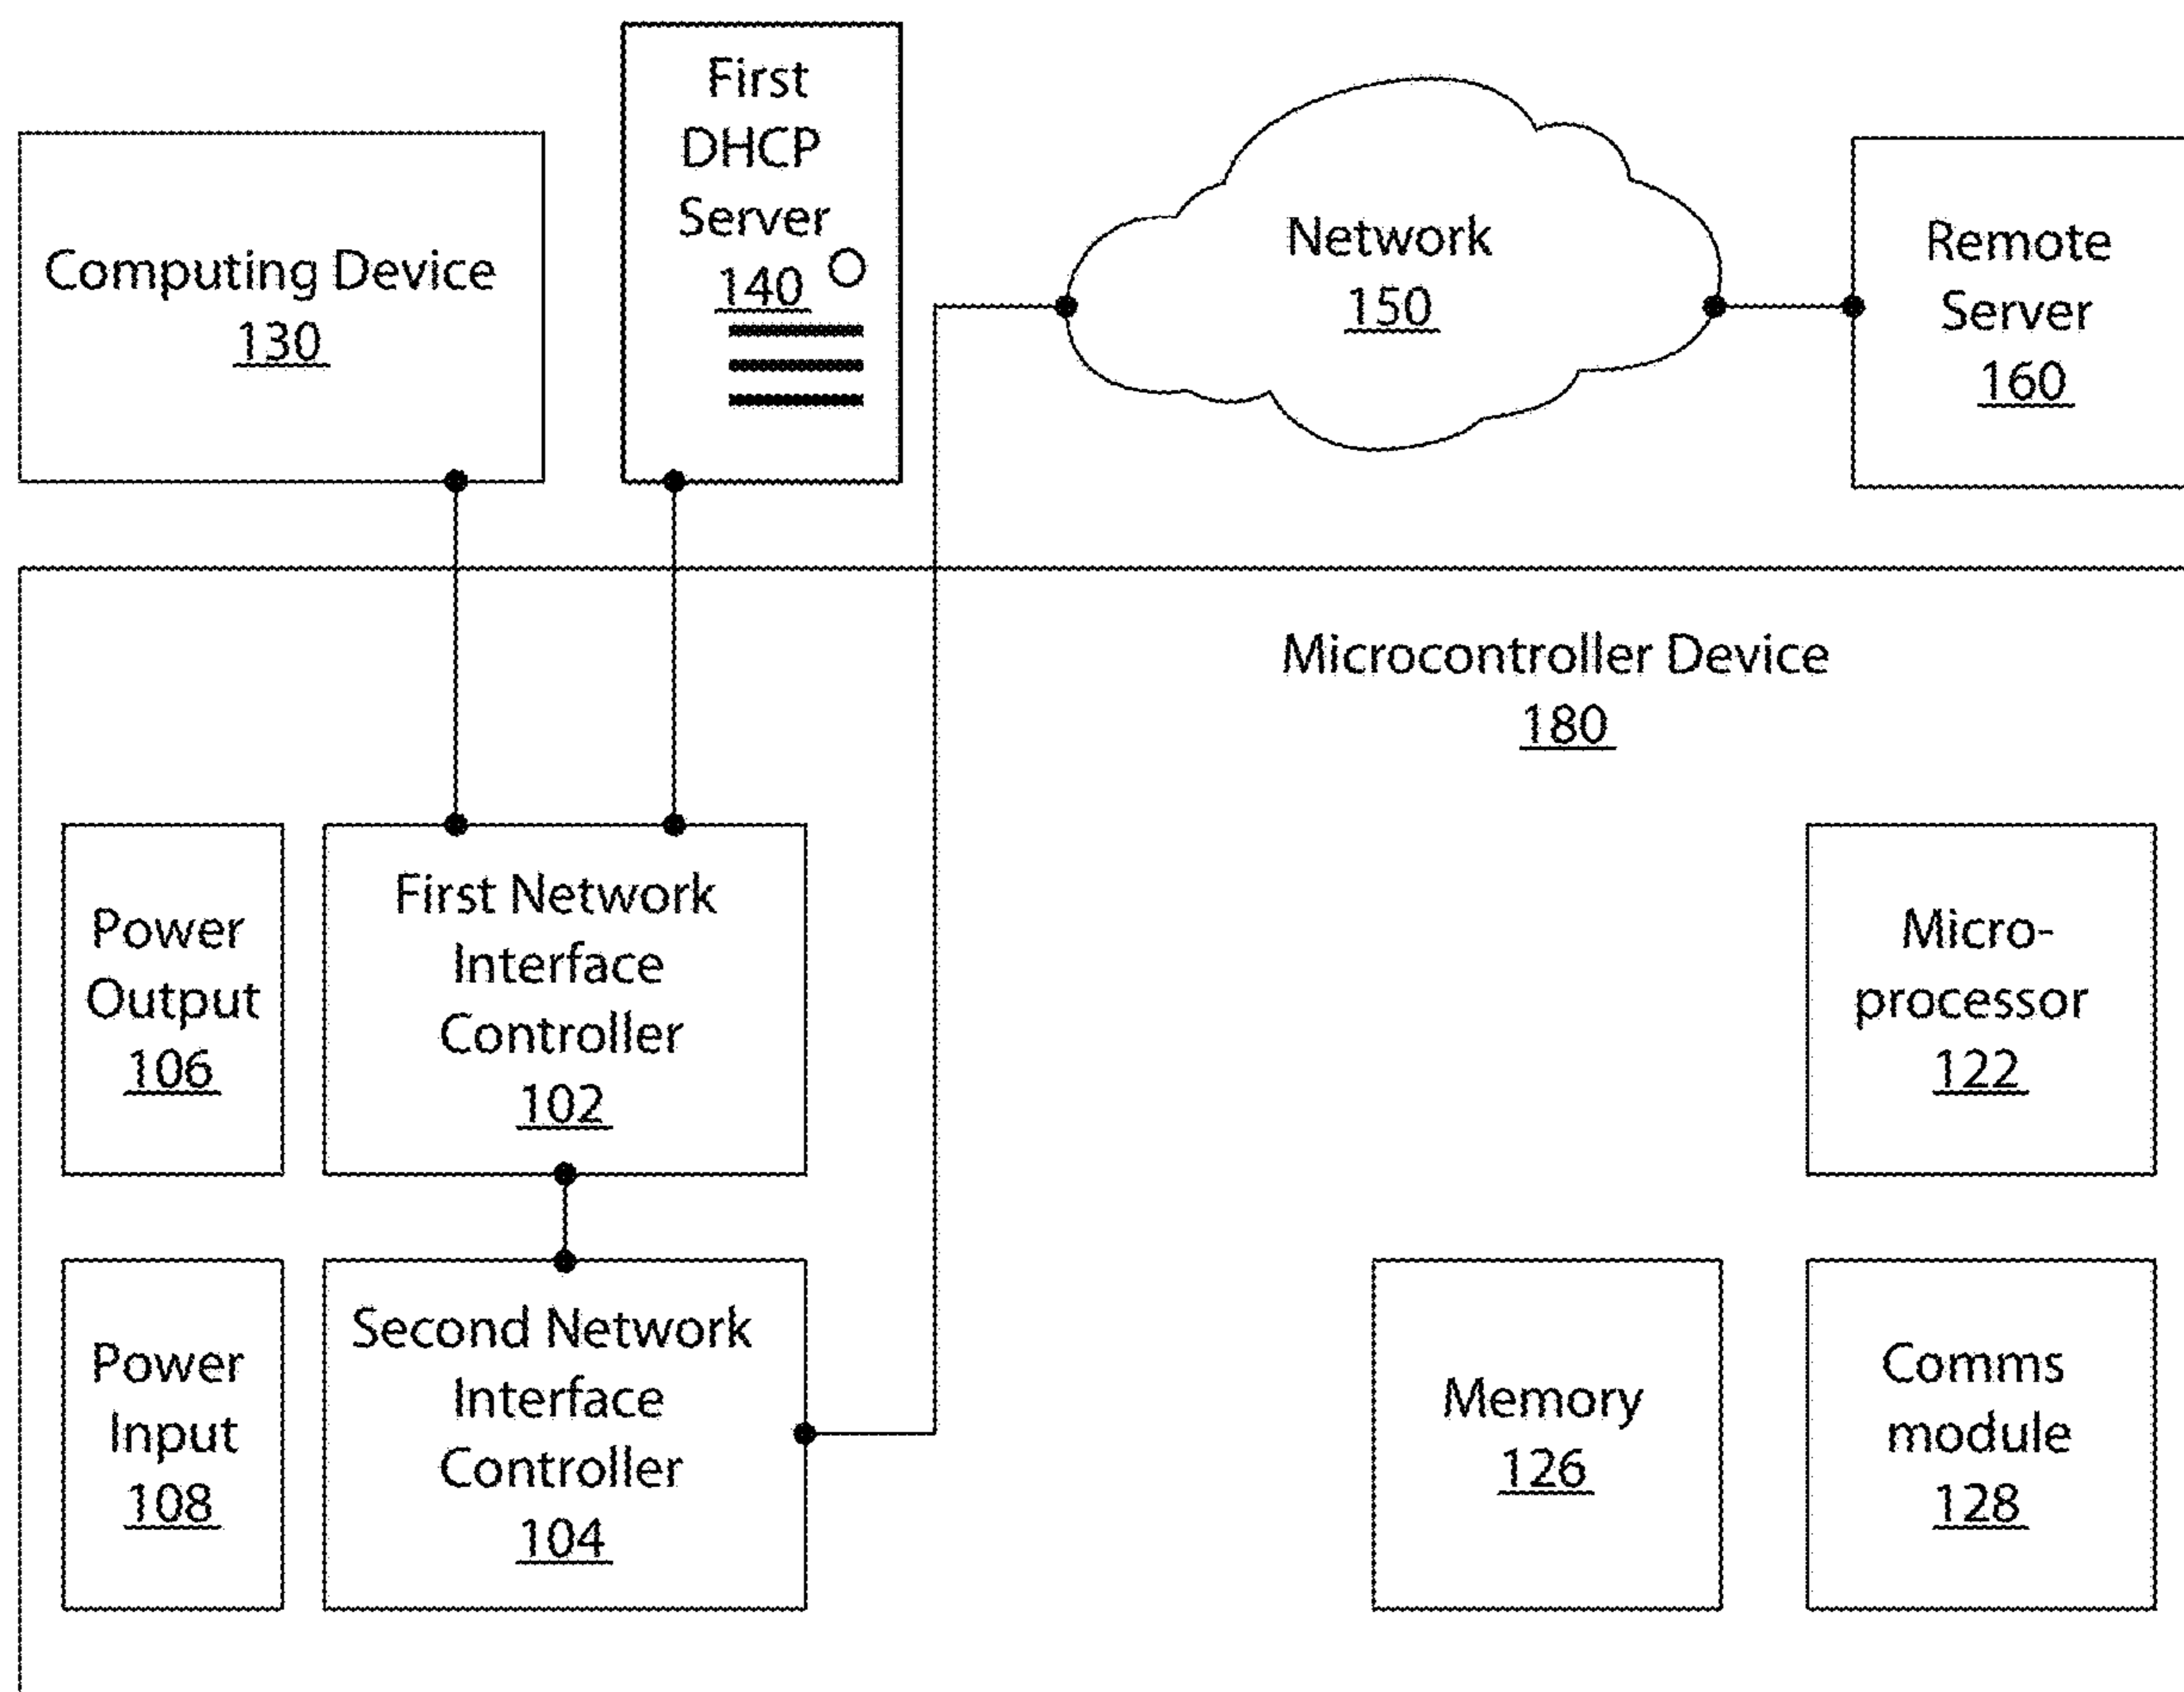 First
DHCP
Server
140
Computing Device
130
Network
150
Remote
Server
160
Microcontroller Device
180
Power
Output
106
First Network
Interface
Controller
102
Micro-
processor
122
Power
Input
108
Second Network
Interface
Controller
104
Memory
126
Comms
module
128